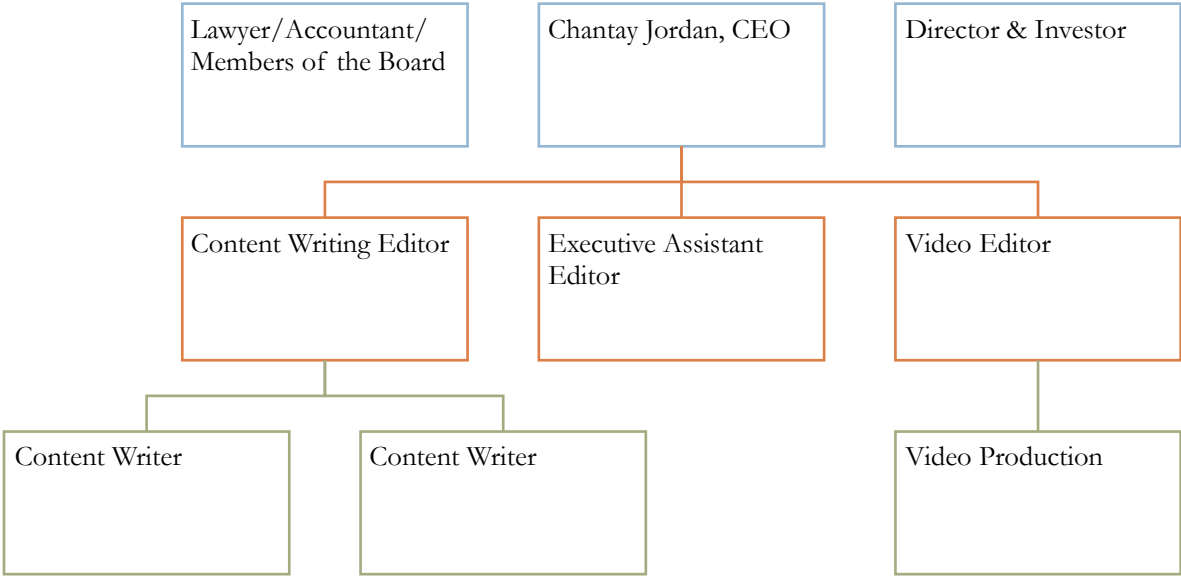 Lawyer/Accountant/
Members of the Board
Chantay Jordan, CEO
Director & Investor
Content Writing Editor
Executive Assistant
Editor
Video Editor
Content Writer
Content Writer
Video Production